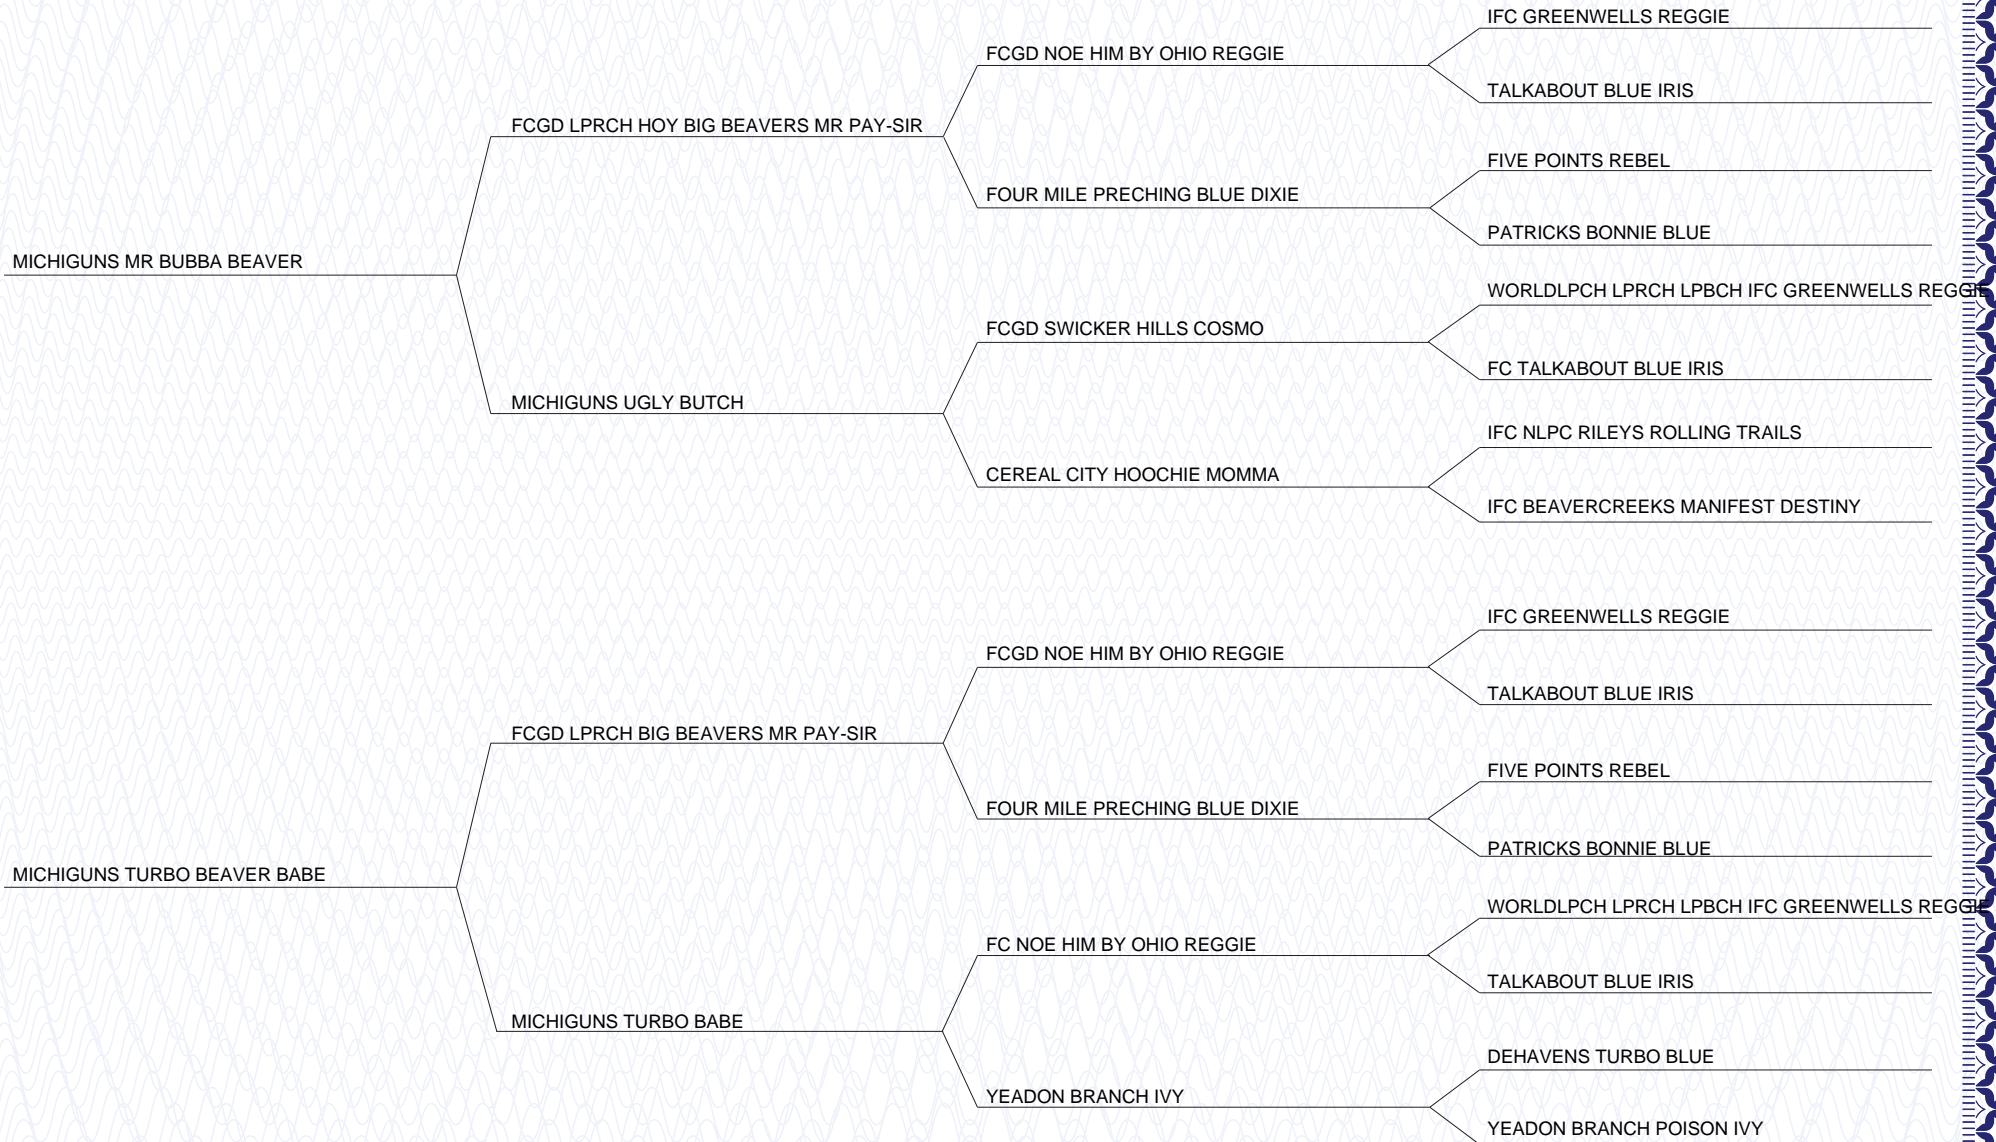 IFC GREENWELLS REGGIE
FCGD NOE HIM BY OHIO REGGIE
TALKABOUT BLUE IRIS
FCGD LPRCH HOY BIG BEAVERS MR PAY-SIR
FIVE POINTS REBEL
FOUR MILE PRECHING BLUE DIXIE
PATRICKS BONNIE BLUE
MICHIGUNS MR BUBBA BEAVER
WORLDLPCH LPRCH LPBCH IFC GREENWELLS REGGIE
FCGD SWICKER HILLS COSMO
FC TALKABOUT BLUE IRIS
MICHIGUNS UGLY BUTCH
IFC NLPC RILEYS ROLLING TRAILS
CEREAL CITY HOOCHIE MOMMA
IFC BEAVERCREEKS MANIFEST DESTINY
IFC GREENWELLS REGGIE
FCGD NOE HIM BY OHIO REGGIE
TALKABOUT BLUE IRIS
FCGD LPRCH BIG BEAVERS MR PAY-SIR
FIVE POINTS REBEL
FOUR MILE PRECHING BLUE DIXIE
PATRICKS BONNIE BLUE
MICHIGUNS TURBO BEAVER BABE
WORLDLPCH LPRCH LPBCH IFC GREENWELLS REGGIE
FC NOE HIM BY OHIO REGGIE
TALKABOUT BLUE IRIS
MICHIGUNS TURBO BABE
DEHAVENS TURBO BLUE
YEADON BRANCH IVY
YEADON BRANCH POISON IVY